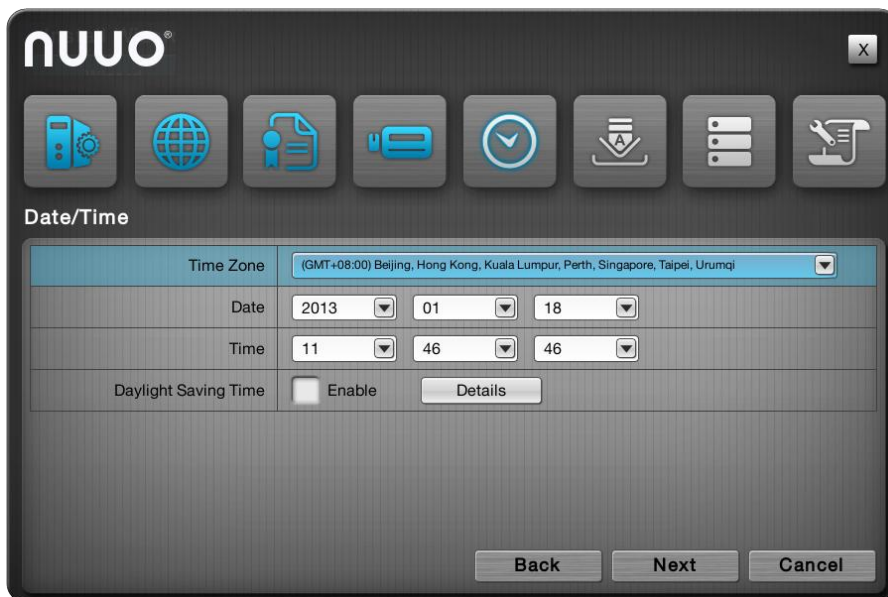 nuuo®
X
A
Date/Time
Time Zone (GMT+08:00) Beijing, Hong Kong, Kuala Lumpur, Perth, Singapore, Taipei, Urumqi
Date 2013 01 18
Time 11 46 46
Daylight Saving Time Enable Details
Back Next Cancel